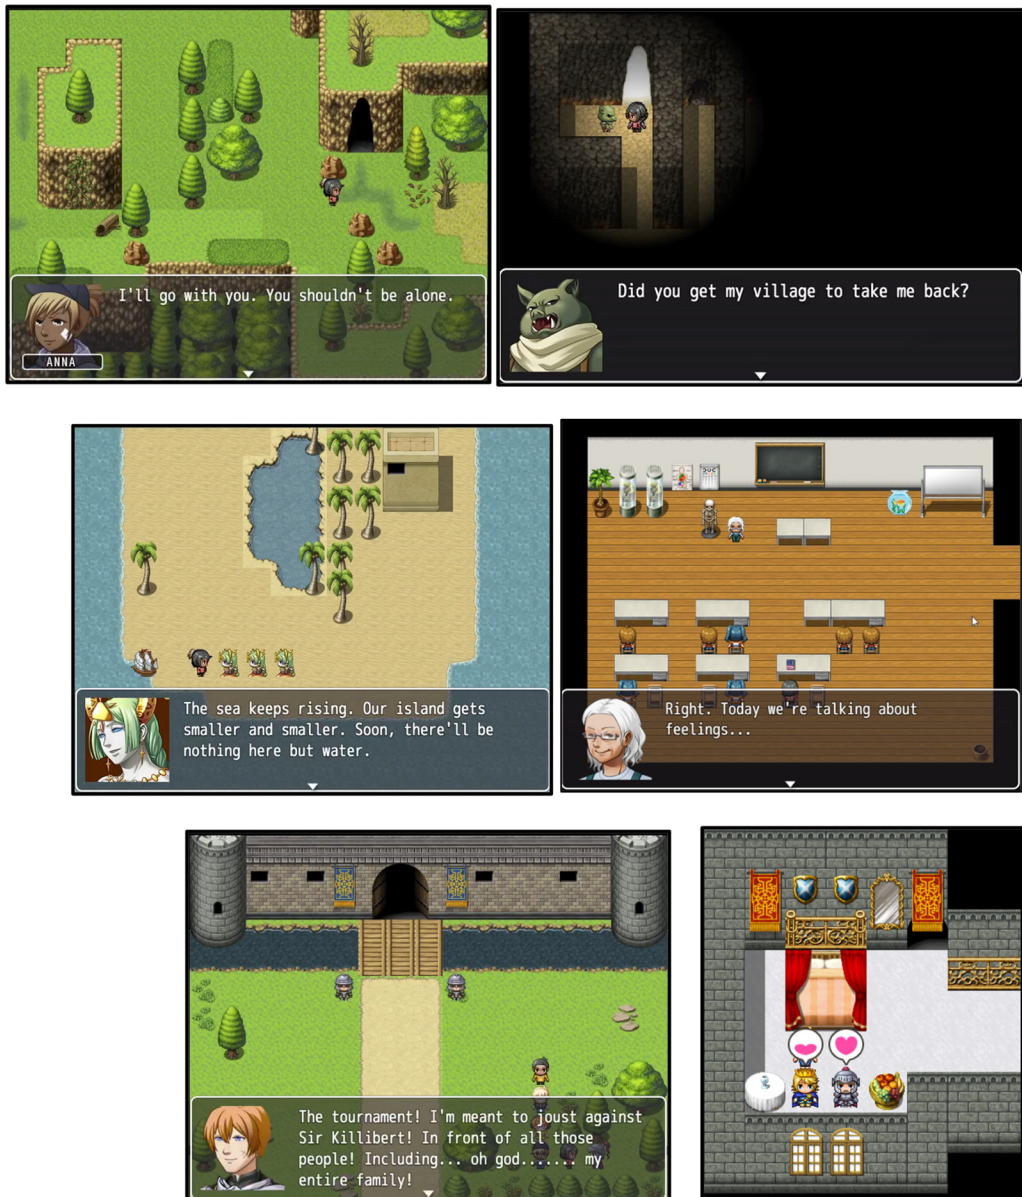 I'll go with you. You shouldn't be alone.
ANNA
Did you get my village to take me back?
The sea keeps rising. Our island gets
smaller and smaller. Soon, there'll be
nothing here but water.
Right. Today we're talking about
feelings...
The tournament! I'm meant to joust against
Sir Killibert! In front of all those
people! Including... oh god....... my
entire family!